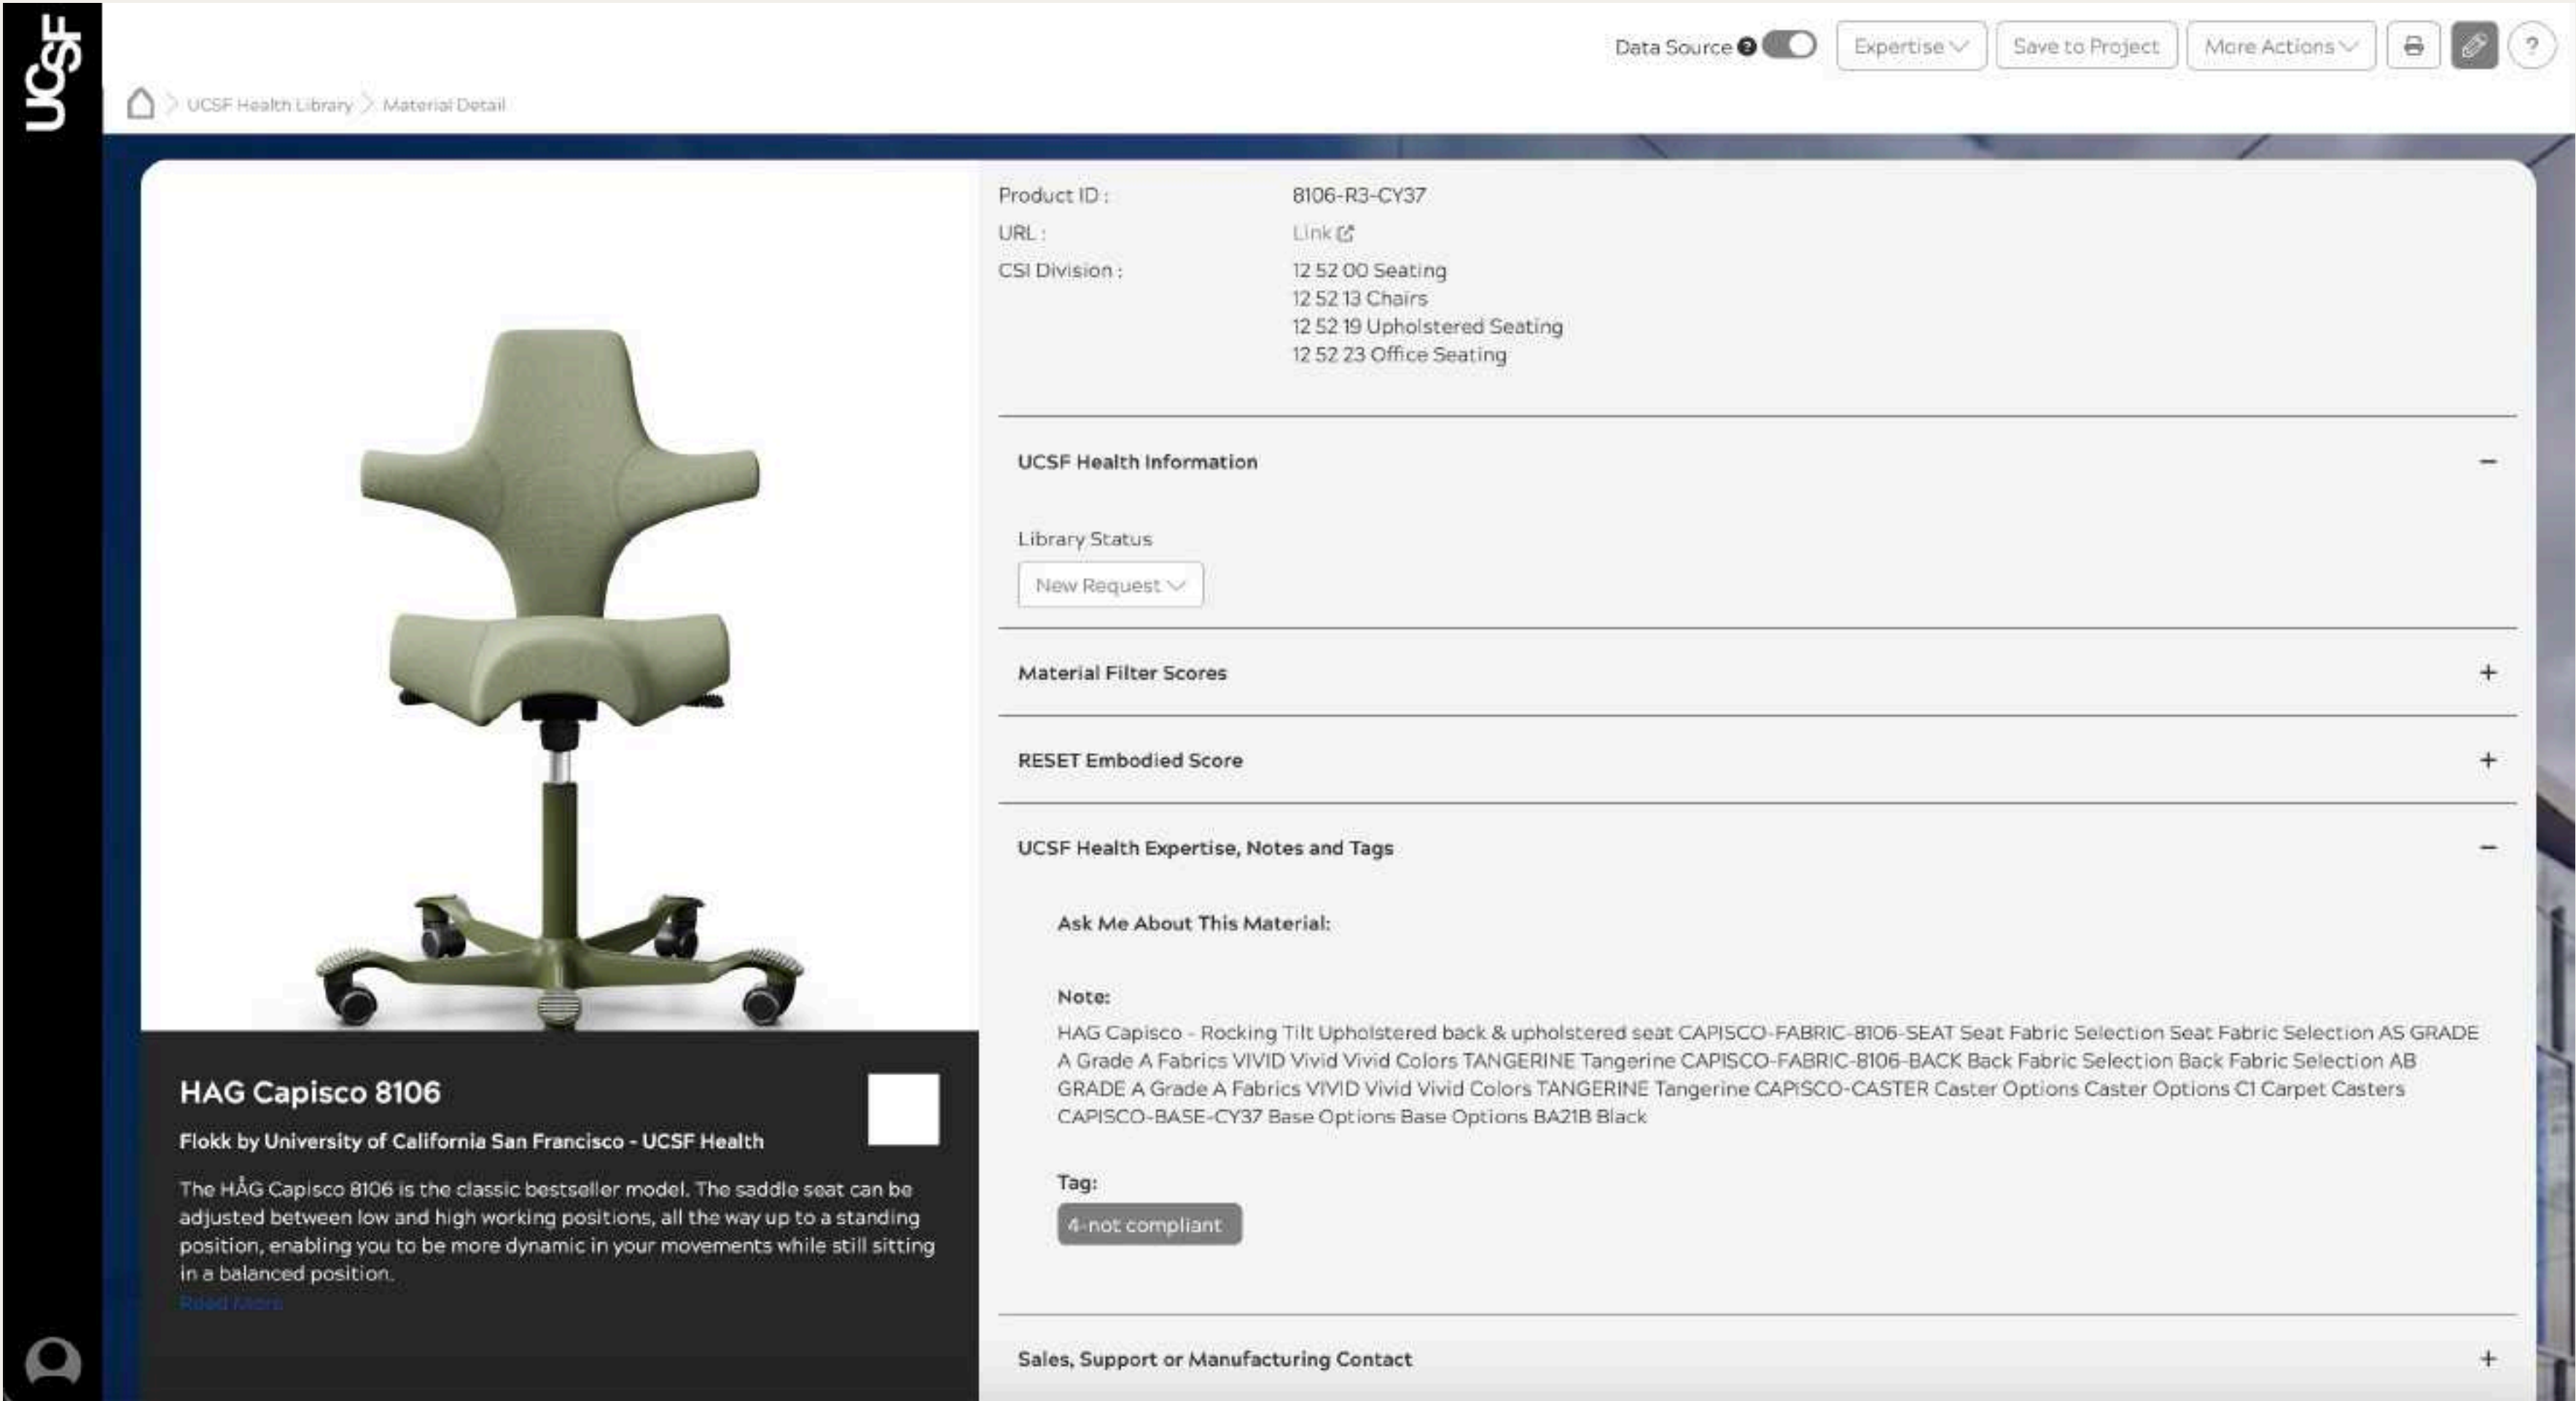 UCSF
Data Source ?
Expertise
Save to Project
More Actions
?
UCSF Health Library > Material Detail
Product ID : 8106-R3-CY37
URL : Link
CSI Division : 12 52 00 Seating
12 52 13 Chairs
12 52 19 Upholstered Seating
12 52 23 Office Seating
UCSF Health Information
Library Status
New Request
Material Filter Scores
RESET Embodied Score
UCSF Health Expertise, Notes and Tags
Ask Me About This Material:
Note:
HAG Capisco - Rocking Tilt Upholstered back & upholstered seat CAPISCO-FABRIC-8106-SEAT Seat Fabric Selection Seat Fabric Selection AS GRADE
A Grade A Fabrics VIVID Vivid Vivid Colors TANGERINE Tangerine CAPISCO-FABRIC-8106-BACK Back Fabric Selection Back Fabric Selection AB
GRADE A Grade A Fabrics VIVID Vivid Vivid Colors TANGERINE Tangerine CAPISCO-CASTER Caster Options Caster Options C1 Carpet Casters
CAPISCO-BASE-CY37 Base Options Base Options BA21B Black
Tag:
4-not compliant
Sales, Support or Manufacturing Contact
HAG Capisco 8106
Flokk by University of California San Francisco - UCSF Health
The HÅG Capisco 8106 is the classic bestseller model. The saddle seat can be
adjusted between low and high working positions, all the way up to a standing
position, enabling you to be more dynamic in your movements while still sitting
in a balanced position.
Read More